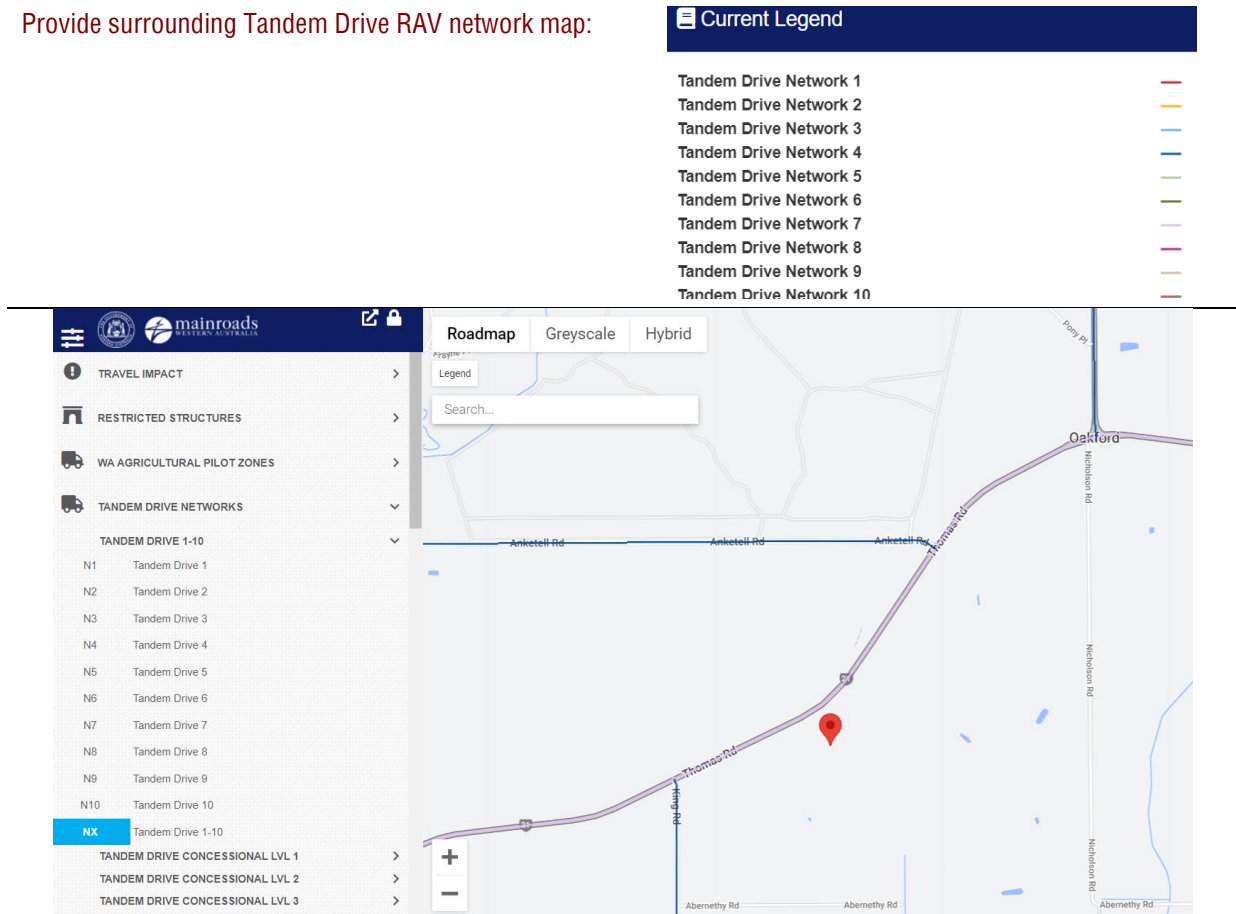 Provide surrounding Tandem Drive RAV network map:
Current Legend
Tandem Drive Network 1
Tandem Drive Network 2
Tandem Drive Network 3
Tandem Drive Network 4
Tandem Drive Network 5
Tandem Drive Network 6
Tandem Drive Network 7
Tandem Drive Network 8
Tandem Drive Network 9
Tandem Drive Network 10
mainroads
WESTERN AUSTRALIA
TRAVEL IMPACT
RESTRICTED STRUCTURES
WA AGRICULTURAL PILOT ZONES
TANDEM DRIVE NETWORKS
TANDEM DRIVE 1-10
N1 Tandem Drive 1
N2 Tandem Drive 2
N3 Tandem Drive 3
N4 Tandem Drive 4
N5 Tandem Drive 5
N6 Tandem Drive 6
N7 Tandem Drive 7
N8 Tandem Drive 8
N9 Tandem Drive 9
N10 Tandem Drive 10
NX Tandem Drive 1-10
TANDEM DRIVE CONCESSIONAL LVL 1
TANDEM DRIVE CONCESSIONAL LVL 2
TANDEM DRIVE CONCESSIONAL LVL 3
Roadmap Greyscale Hybrid
Legend
Search...
Pony Pl
Oakford
Nicholson Rd
Anketell Rd
Anketell Rd
Anketell Rd
Thomas Rd
Nicholson Rd
Thomas Rd
King Rd
Nicholson Rd
Abernethy Rd
Abernethy Rd
Abernethy Rd
+
−